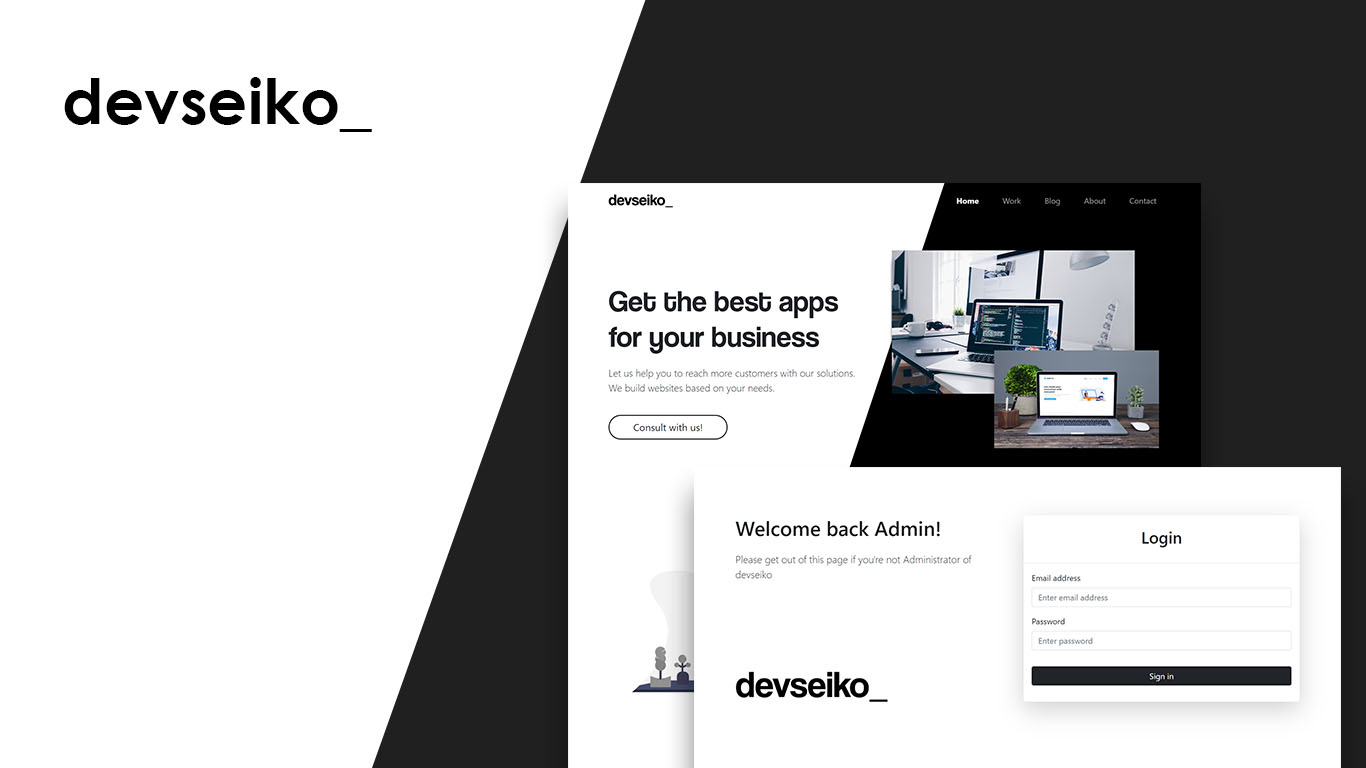 devseiko_
devseiko_
Home Work Blog About Contact
Get the best apps
for your business
Let us help you to reach more customers with our solutions.
We build websites based on your needs.
Consult with us!
Welcome back Admin!
Please get out of this page if you're not Administrator of
devseiko
devseiko_
Login
Email address
Enter email address
Password
Enter password
Sign in